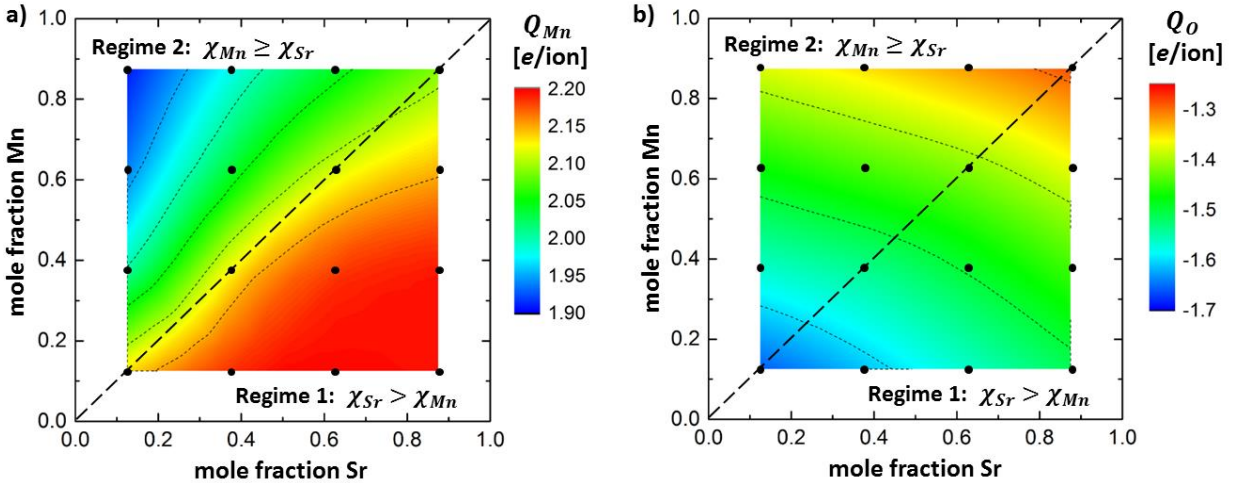 a)
Regime 2: χMn ≥ χSr
Regime 1: χSr > χMn
mole fraction Mn
1.0
0.8
0.6
0.4
0.2
0.0
0.0 0.2 0.4 0.6 0.8 1.0
mole fraction Sr
QMn
[e/ion]
2.20
2.15
2.10
2.05
2.00
1.95
1.90
b)
Regime 2: χMn ≥ χSr
Regime 1: χSr > χMn
mole fraction Mn
1.0
0.8
0.6
0.4
0.2
0.0
0.0 0.2 0.4 0.6 0.8 1.0
mole fraction Sr
QO
[e/ion]
-1.3
-1.4
-1.5
-1.6
-1.7